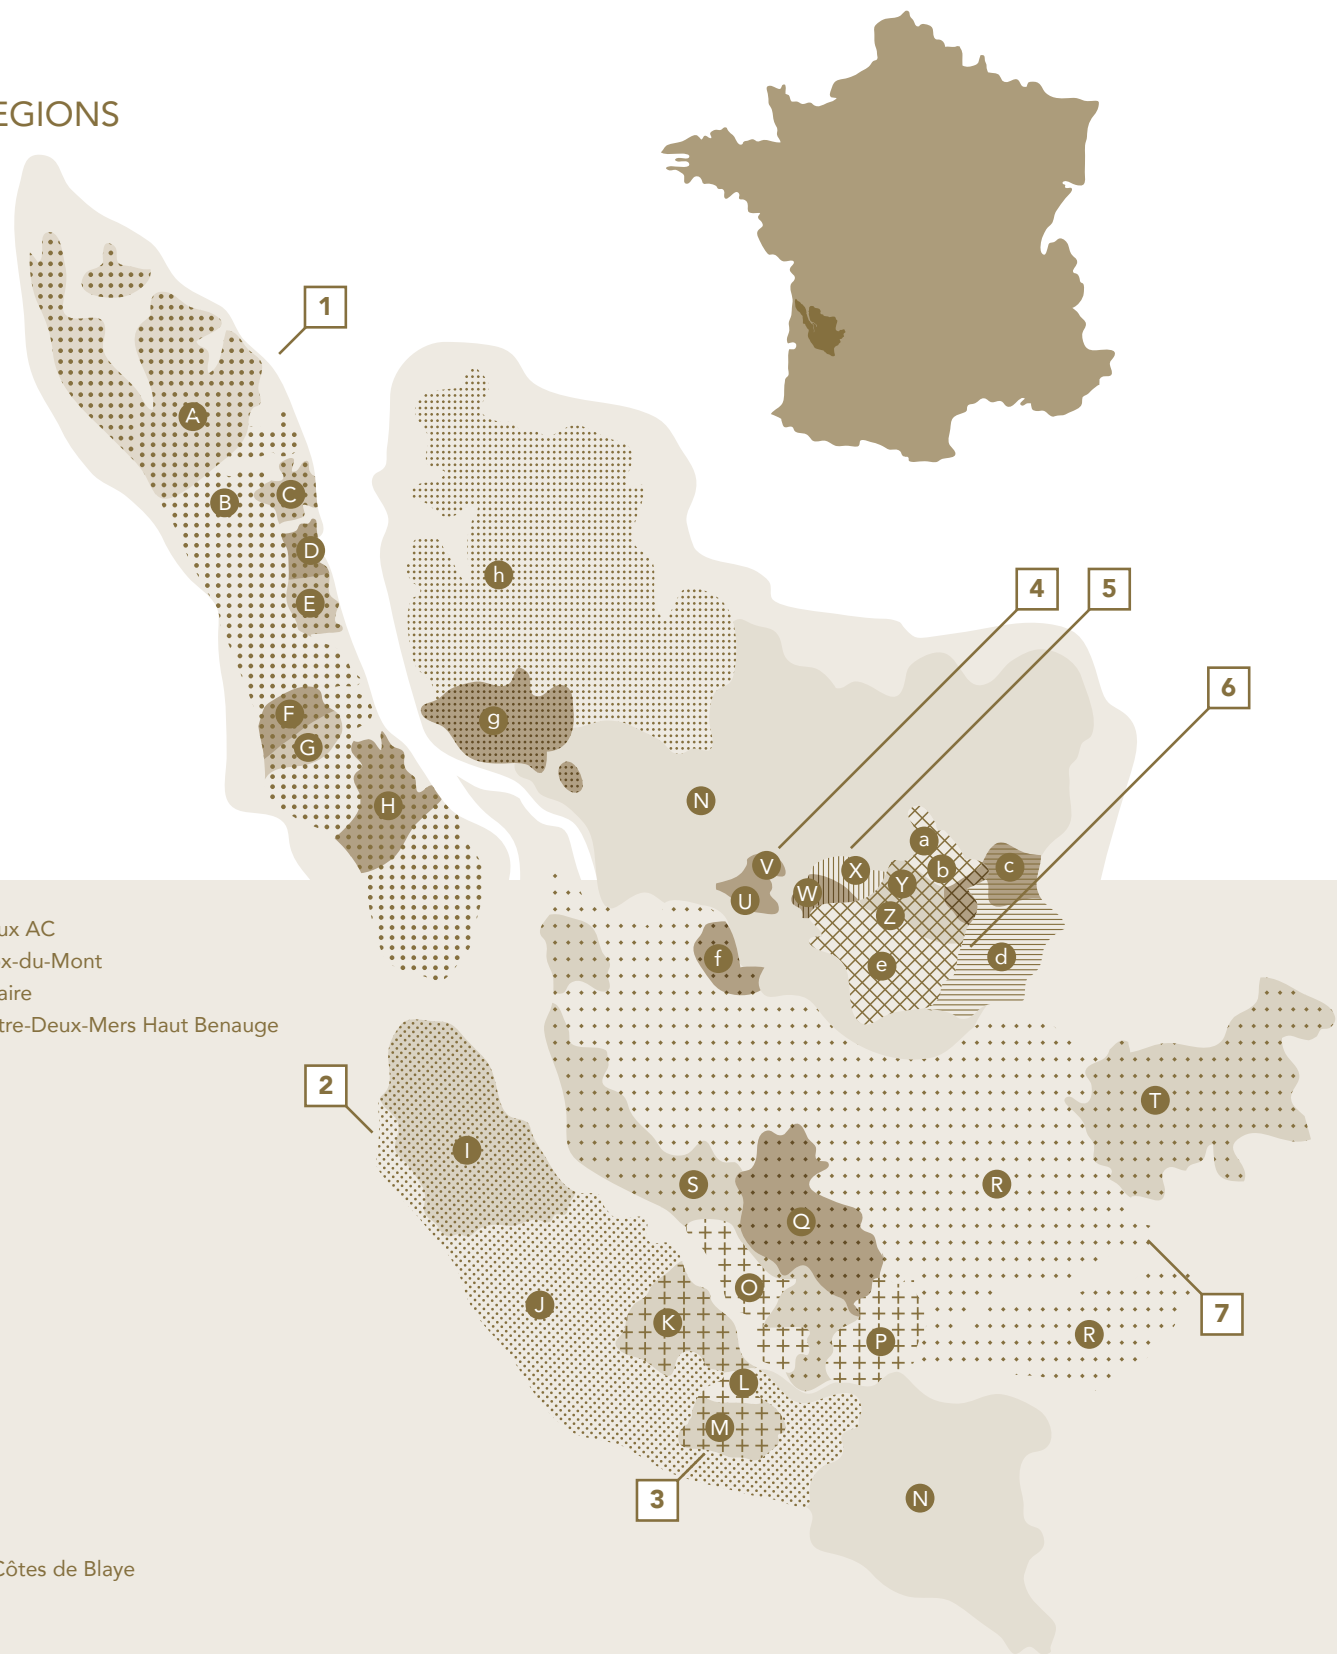 EGIONS
1
A
B
C
D
E
h
4
5
6
F
g
G
N
H
a
V
X
c
b
Y
U
W
Z
ux AC
f
d
e
x-du-Mont
aire
tre-Deux-Mers Haut Benauge
2
T
I
S
R
Q
O
J
7
K
R
P
L
M
3
N
Côtes de Blaye